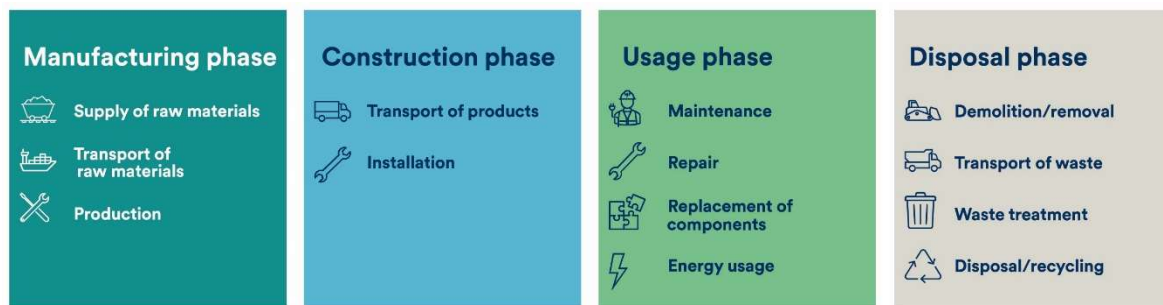 Manufacturing phase
Supply of raw materials
Transport of
raw materials
Production
Construction phase
Transport of products
Installation
Usage phase
Maintenance
Repair
Replacement of
components
Energy usage
Disposal phase
Demolition/removal
Transport of waste
Waste treatment
Disposal/recycling